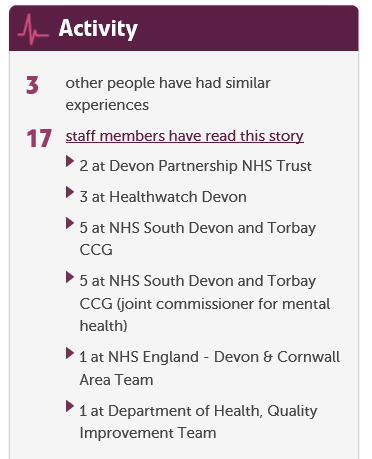 Activity
3 other people have had similar
experiences
17 staff members have read this story
2 at Devon Partnership NHS Trust
3 at Healthwatch Devon
5 at NHS South Devon and Torbay
CCG
5 at NHS South Devon and Torbay
CCG (joint commissioner for mental
health)
1 at NHS England - Devon & Cornwall
Area Team
1 at Department of Health, Quality
Improvement Team